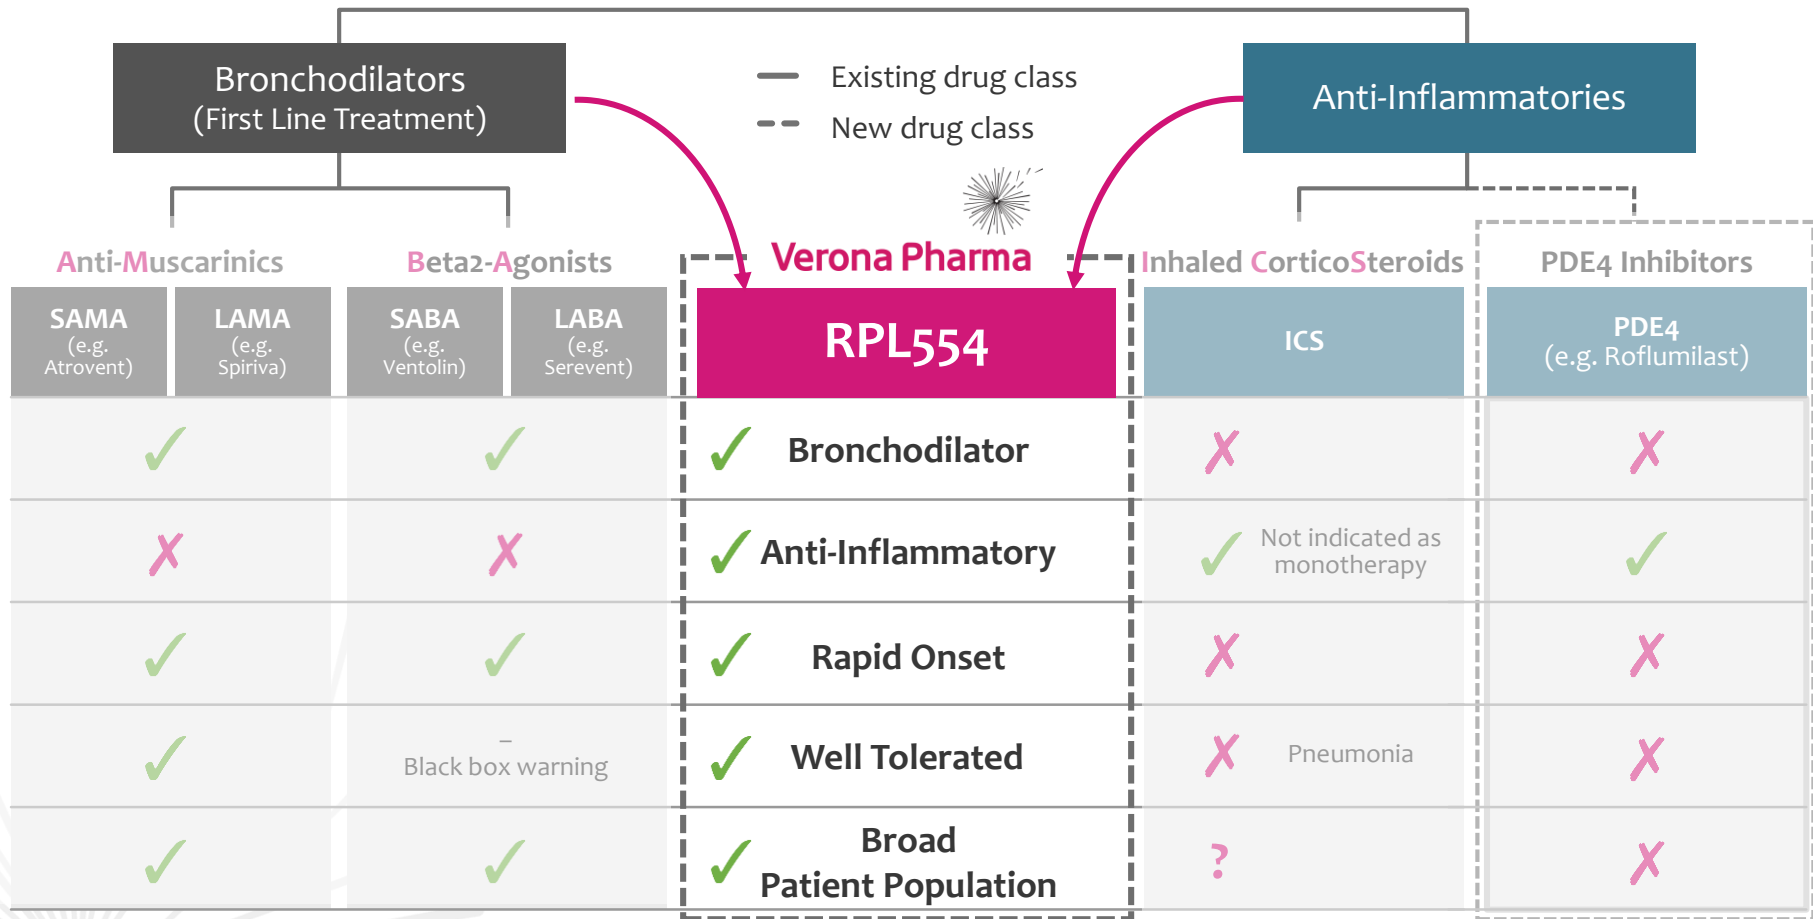 Bronchodilators
(First Line Treatment)
Existing drug class
New drug class
Anti-Inflammatories
Anti-Muscarinics
Beta2-Agonists
Verona Pharma
Inhaled CorticoSteroids
PDE4 Inhibitors
SAMA
(e.g.
Atrovent)
LAMA
(e.g.
Spiriva)
SABA
(e.g.
Ventolin)
LABA
(e.g.
Serevent)
RPL554
ICS
PDE4
(e.g. Roflumilast)
✓
✓
✓ Bronchodilator
✗
✗
✗
✗
✓ Anti-Inflammatory
✓ Not indicated as
monotherapy
✓
✓
✓
✓ Rapid Onset
✗
✗
✓
–
Black box warning
✓ Well Tolerated
✗ Pneumonia
✗
✓
✓
✓ Broad
Patient Population
?
✗